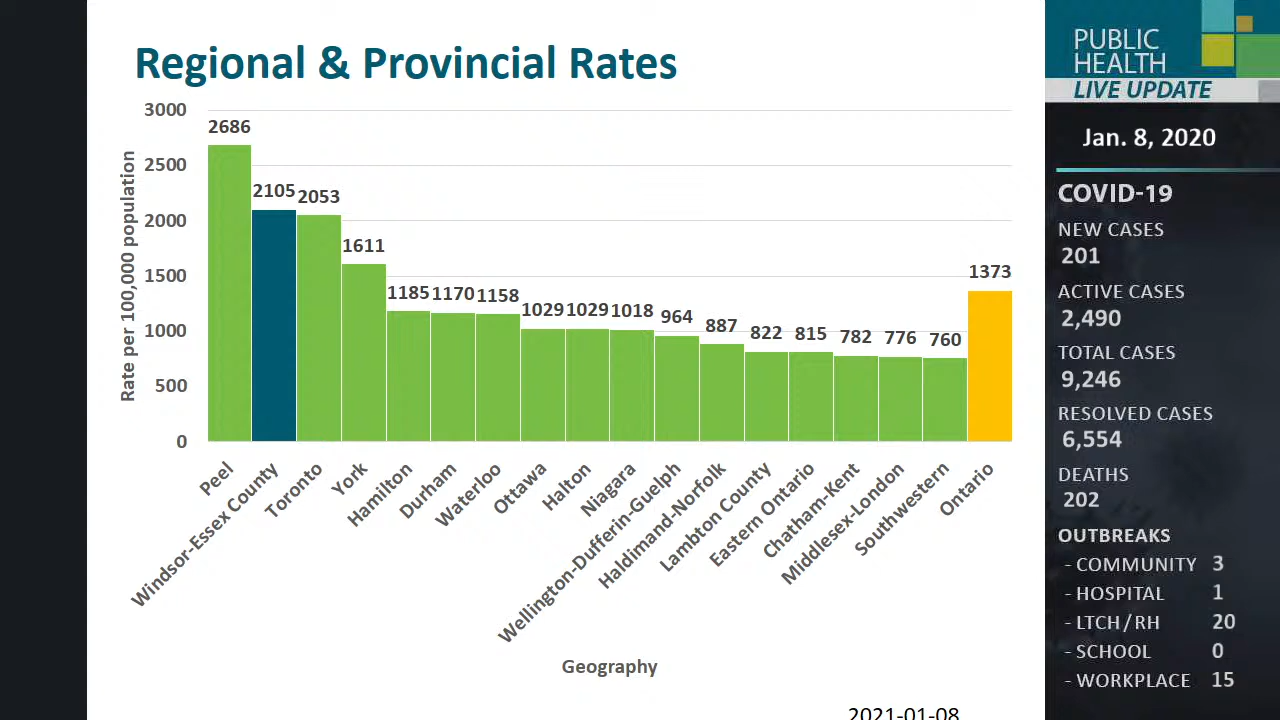 Regional & Provincial Rates
Rate per 100,000 population
3000
2500
2000
1500
1000
500
0
2686
2105
2053
1611
1185
1170
1158
1029
1029
1018
964
887
822
815
782
776
760
1373
Peel
Windsor-Essex County
Toronto
York
Hamilton
Durham
Waterloo
Ottawa
Halton
Niagara
Wellington-Dufferin-Guelph
Haldimand-Norfolk
Lambton County
Eastern Ontario
Chatham-Kent
Middlesex-London
Southwestern
Ontario
Geography
2021-01-08
PUBLIC
HEALTH
LIVE UPDATE
Jan. 8, 2020
COVID-19
NEW CASES
201
ACTIVE CASES
2,490
TOTAL CASES
9,246
RESOLVED CASES
6,554
DEATHS
202
OUTBREAKS
- COMMUNITY 3
- HOSPITAL 1
- LTCH/RH 20
- SCHOOL 0
- WORKPLACE 15